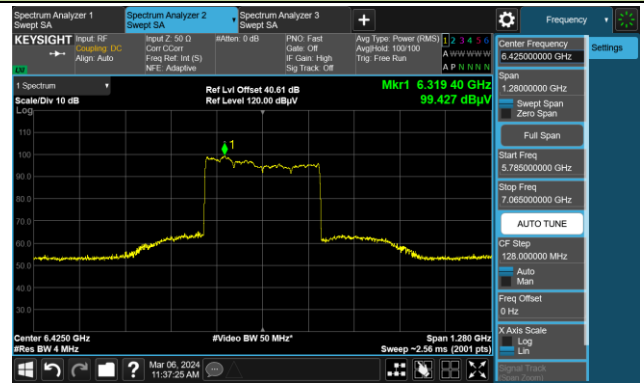 Spectrum Analyzer 1
Swept SA
Spectrum Analyzer 2
Swept SA
Spectrum Analyzer 3
Swept SA
+
Frequency
KEYSIGHT
Input: RF
Coupling: DC
Align: Auto
Input Z: 50 Ω
Corr CCorr
Freq Ref: Int (S)
NFE: Adaptive
#Atten: 0 dB
PNO: Fast
Gate: Off
IF Gain: High
Sig Track: Off
Avg Type: Power (RMS)
Avg|Hold: 100/100
Trig: Free Run
1 2 3 4 5 6
A W W W W W
A P N N N N
1 Spectrum
Scale/Div 10 dB
Log
Ref Lvl Offset 40.61 dB
Ref Level 120.00 dBµV
Mkr1 6.319 40 GHz
99.427 dBµV
110
100
90.0
80.0
70.0
60.0
50.0
40.0
30.0
1
Center 6.4250 GHz
#Res BW 4 MHz
#Video BW 50 MHz*
Span 1.280 GHz
Sweep ~2.56 ms (2001 pts)
Center Frequency
6.425000000 GHz
Settings
Span
1.28000000 GHz
Swept Span
Zero Span
Full Span
Start Freq
5.785000000 GHz
Stop Freq
7.065000000 GHz
AUTO TUNE
CF Step
128.000000 MHz
Auto
Man
Freq Offset
0 Hz
X Axis Scale
Log
Lin
Signal Track
(Span Zoom)
?
Mar 06, 2024
11:37:25 AM